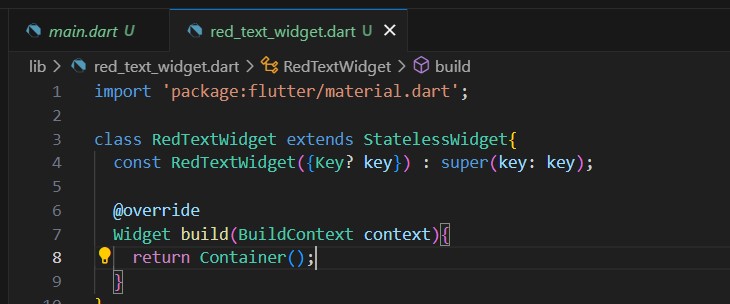 main.dart U
red_text_widget.dart U ✕
lib > red_text_widget.dart > RedTextWidget > build
1 import 'package:flutter/material.dart';
2
3 class RedTextWidget extends StatelessWidget{
4 const RedTextWidget({Key? key}) : super(key: key);
5
6 @override
7 Widget build(BuildContext context){
8 return Container();
9 }
10 }